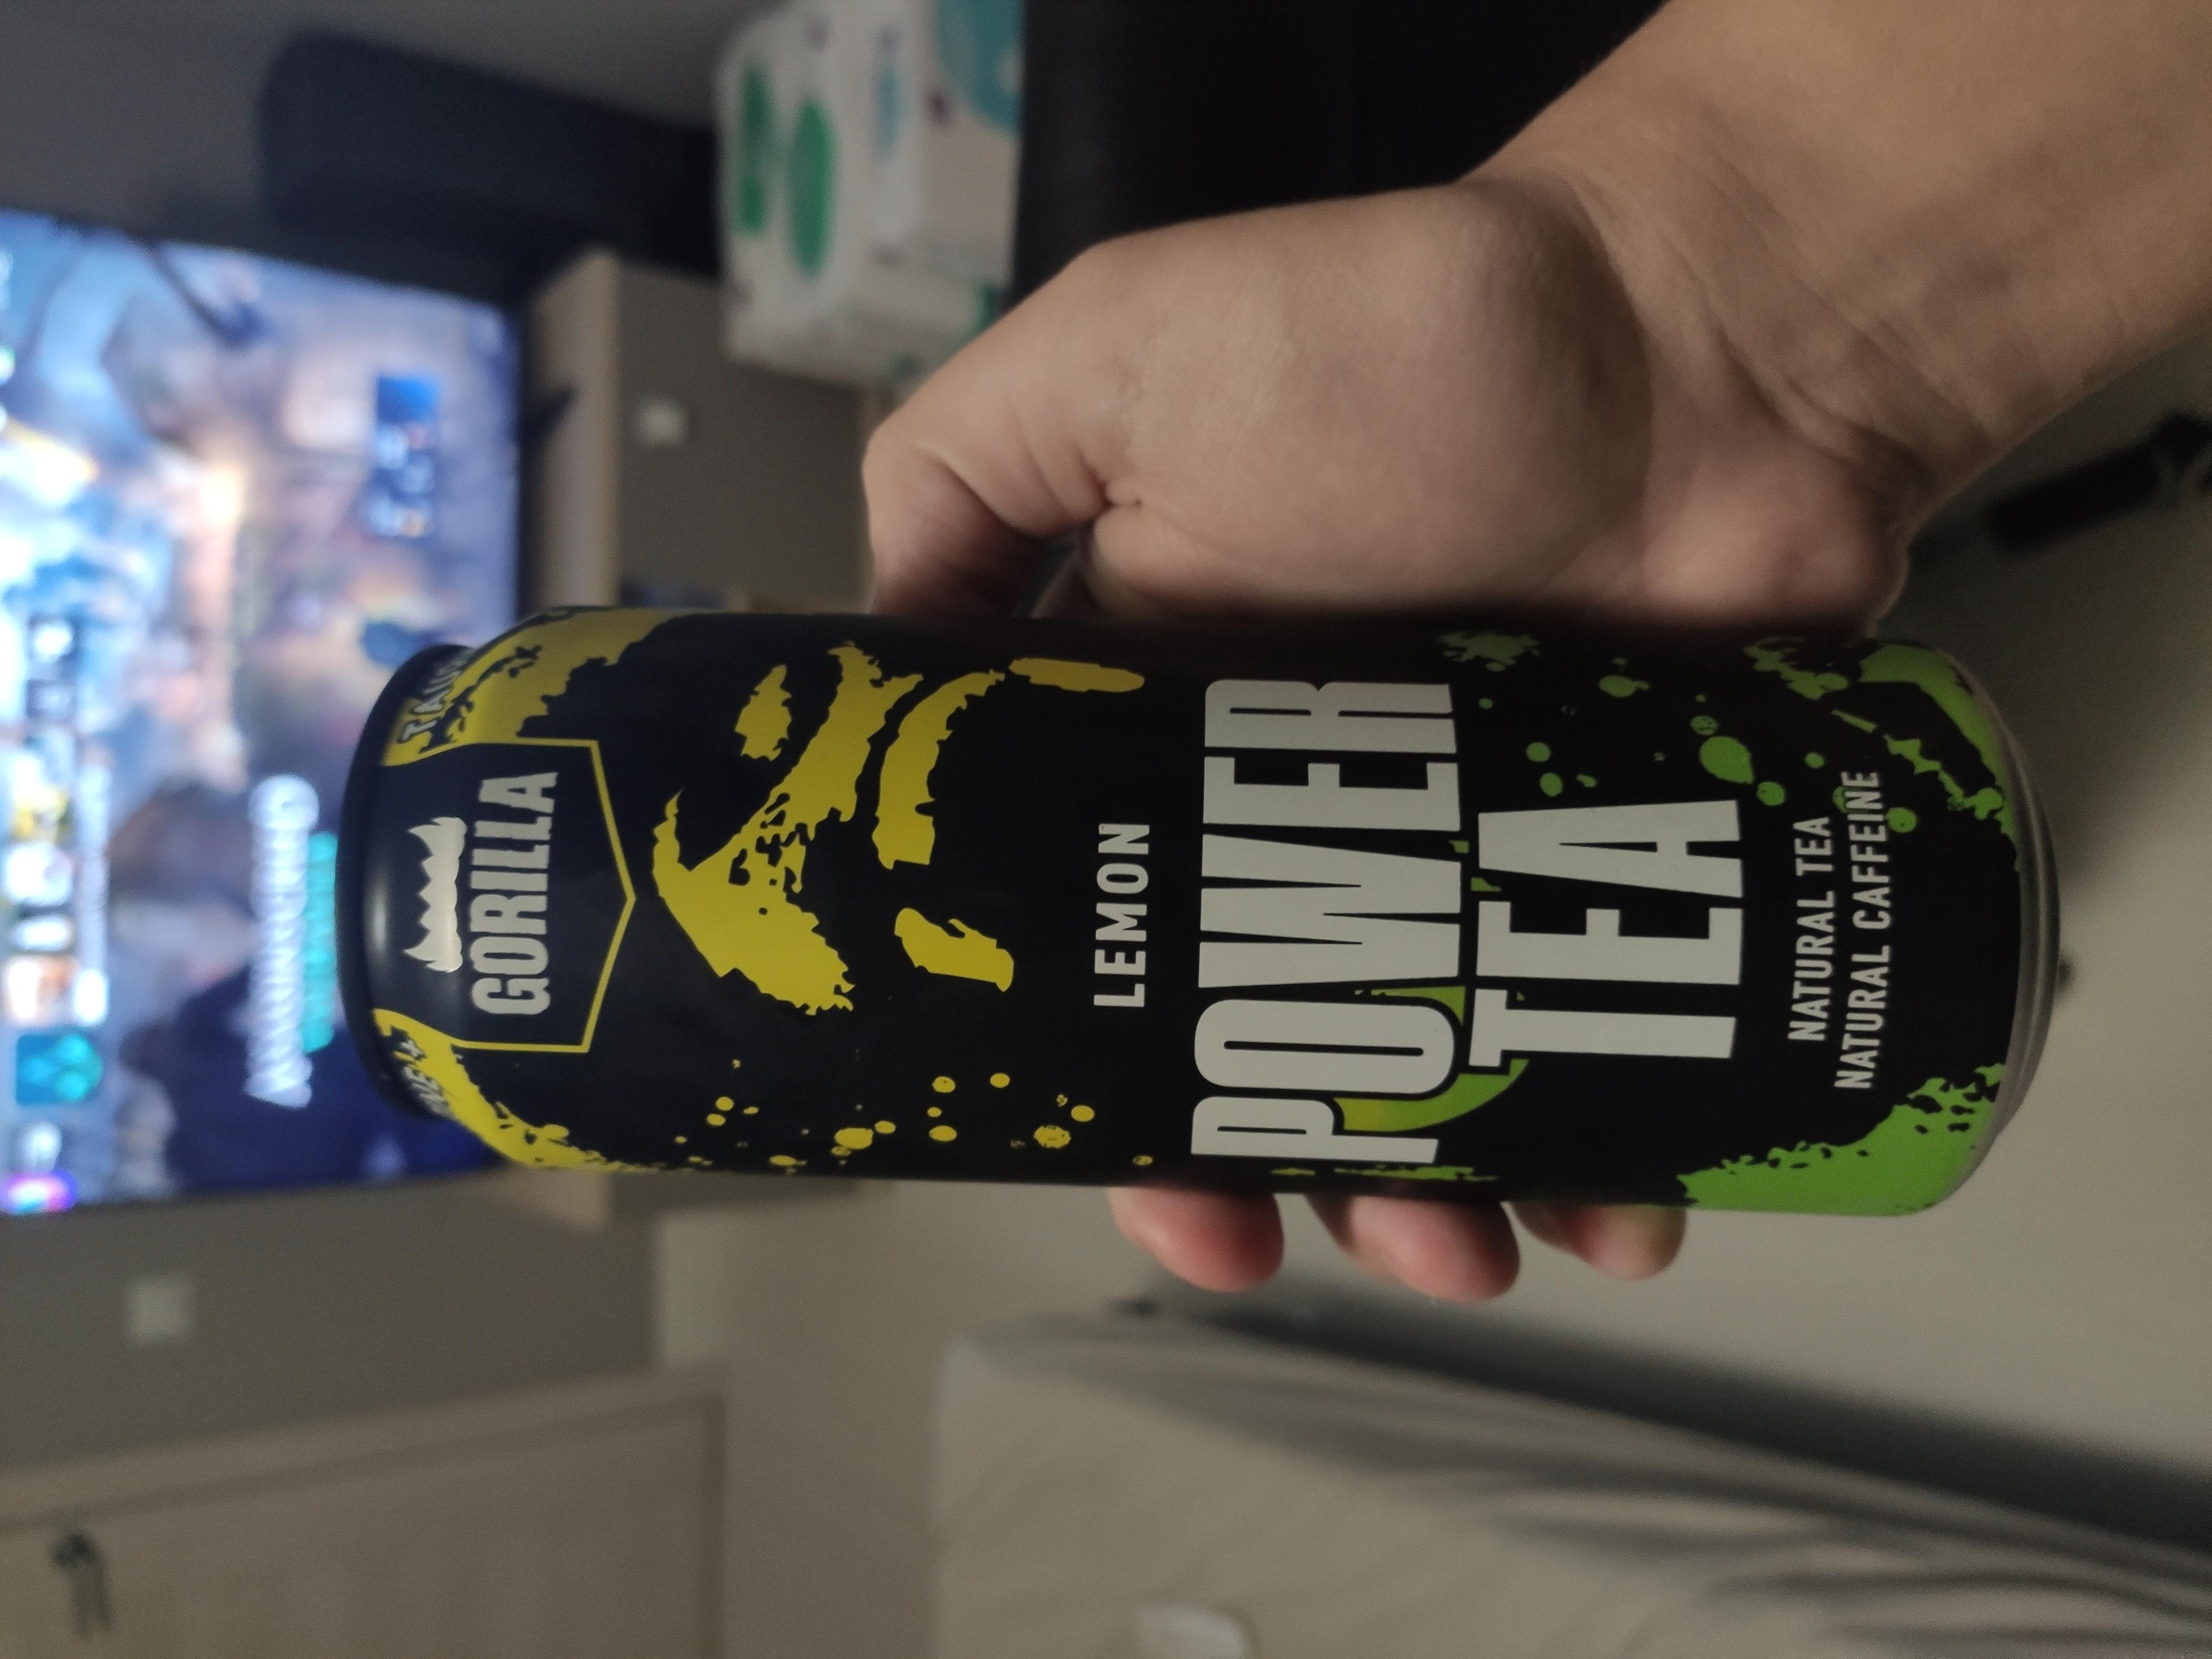 GORILLA
LEMON
POWER
TEA
NATURAL TEA
NATURAL CAFFEINE